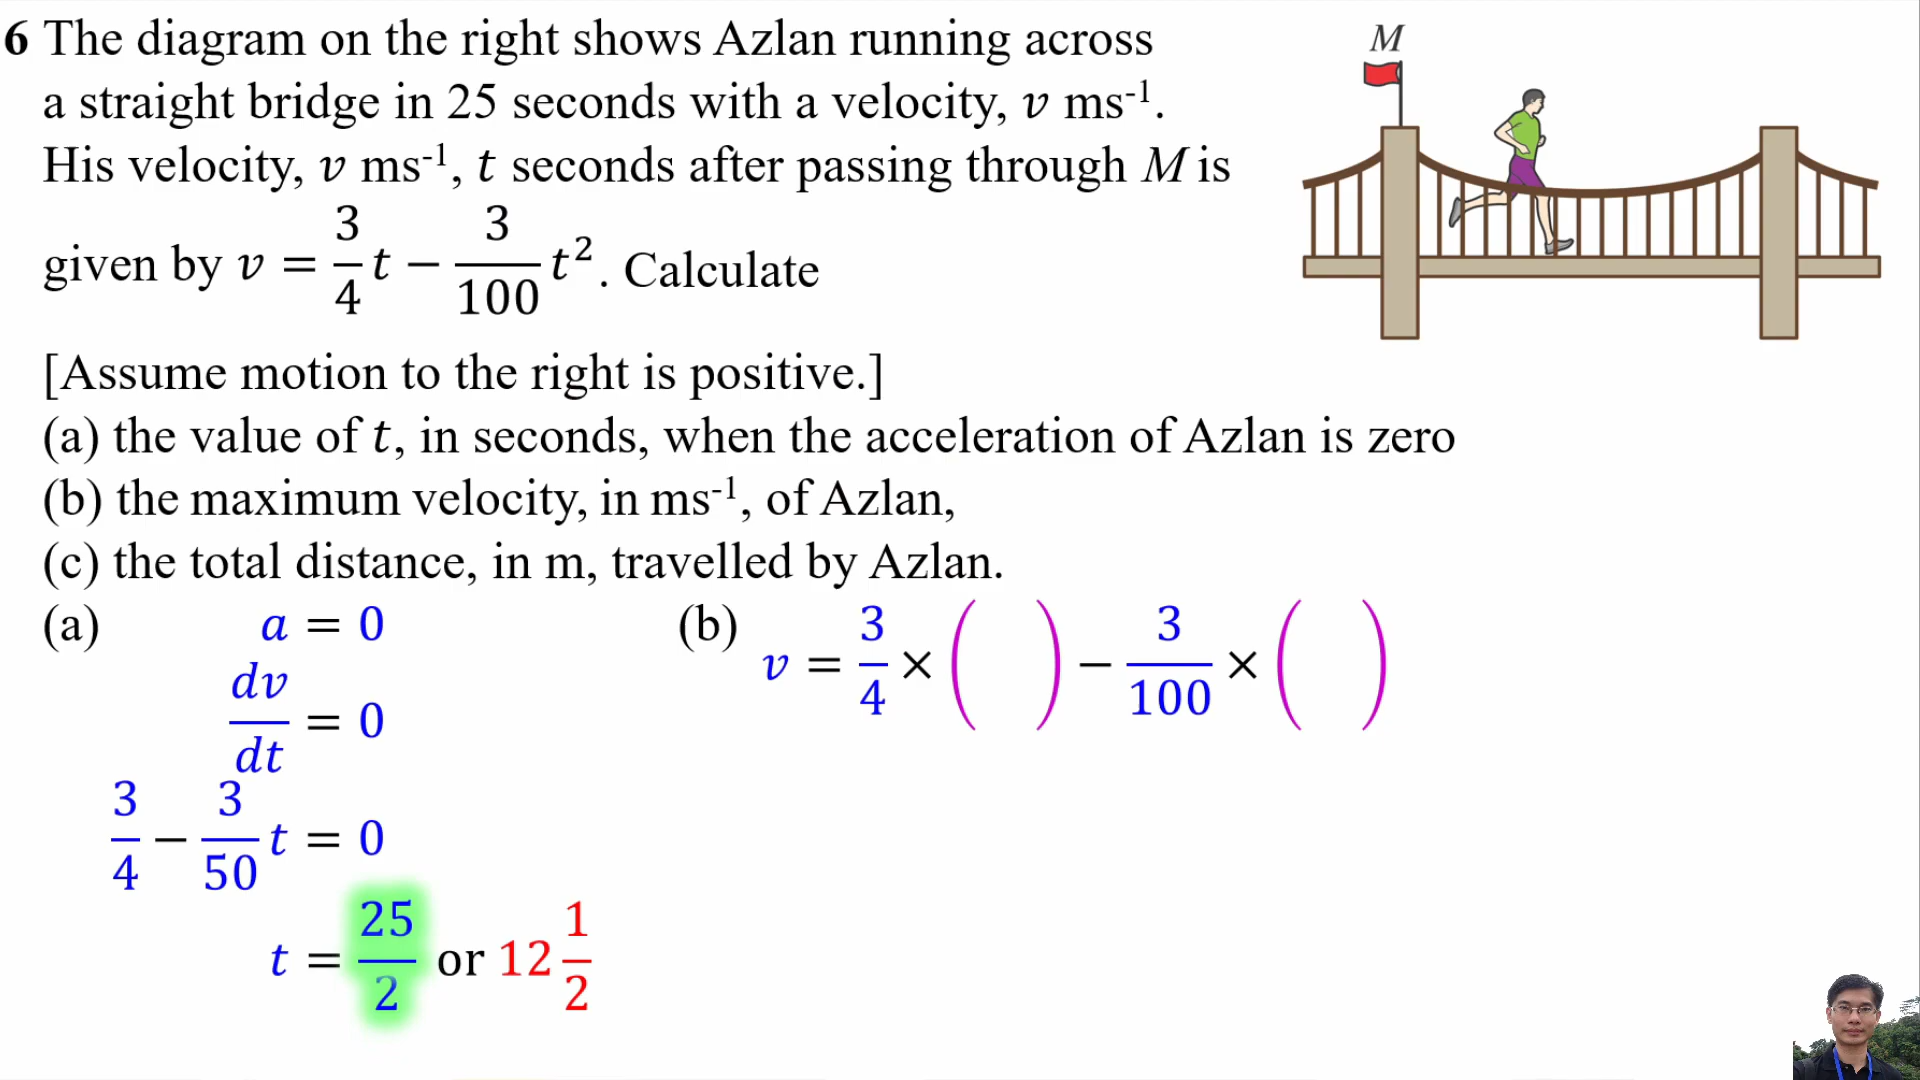 6 The diagram on the right shows Azlan running across
a straight bridge in 25 seconds with a velocity, v ms⁻¹.
His velocity, v ms⁻¹, t seconds after passing through M is
given by v = 3/4 t − 3/100 t². Calculate
[Assume motion to the right is positive.]
(a) the value of t, in seconds, when the acceleration of Azlan is zero
(b) the maximum velocity, in ms⁻¹, of Azlan,
(c) the total distance, in m, travelled by Azlan.
M
(a) a = 0
dv/dt = 0
3/4 − 3/50 t = 0
t = 25/2 or 12 1/2
(b) v = 3/4 × ( ) − 3/100 × ( )